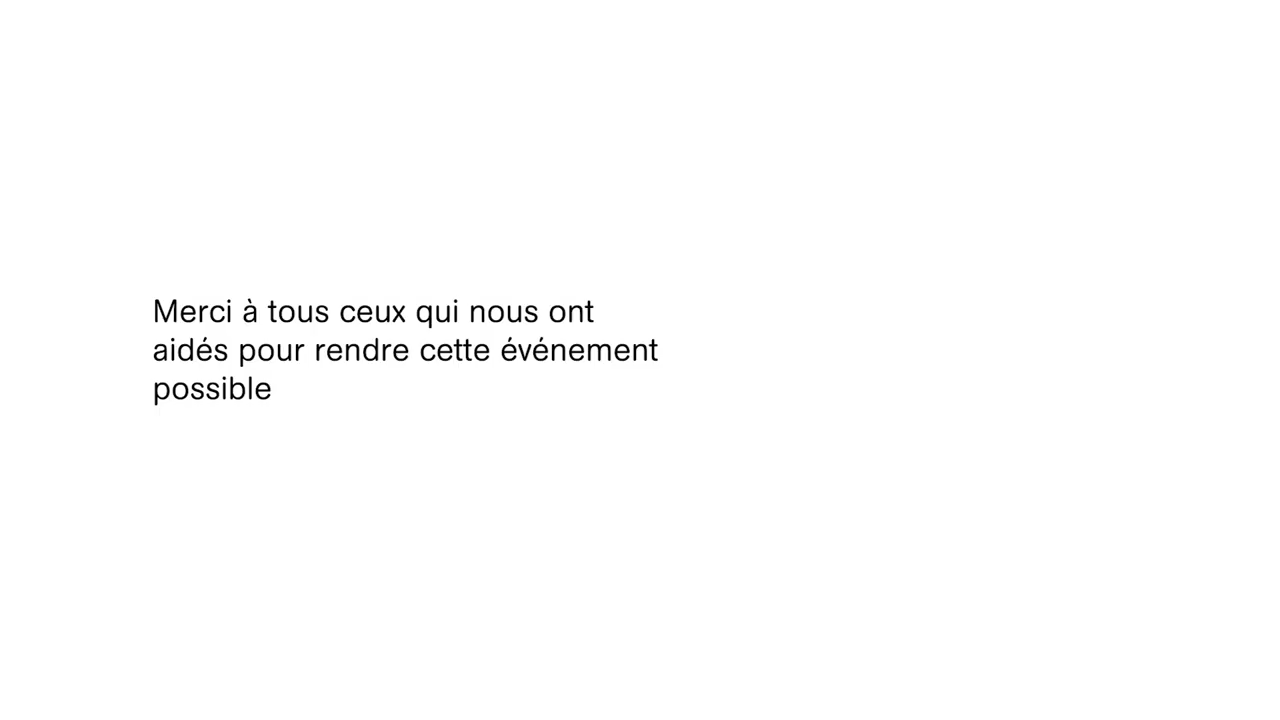 Merci à tous ceux qui nous ont
aidés pour rendre cette événement
possible